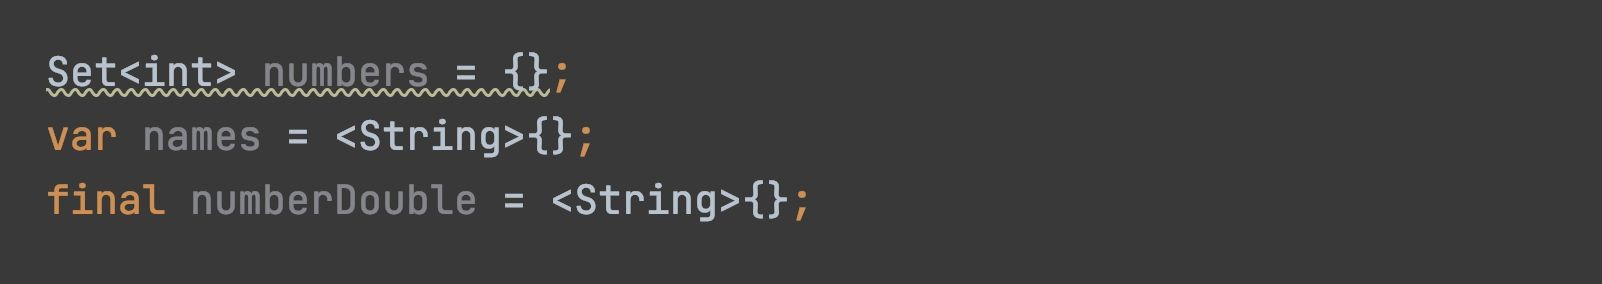 Set<int> numbers = {};
var names = <String>{};
final numberDouble = <String>{};